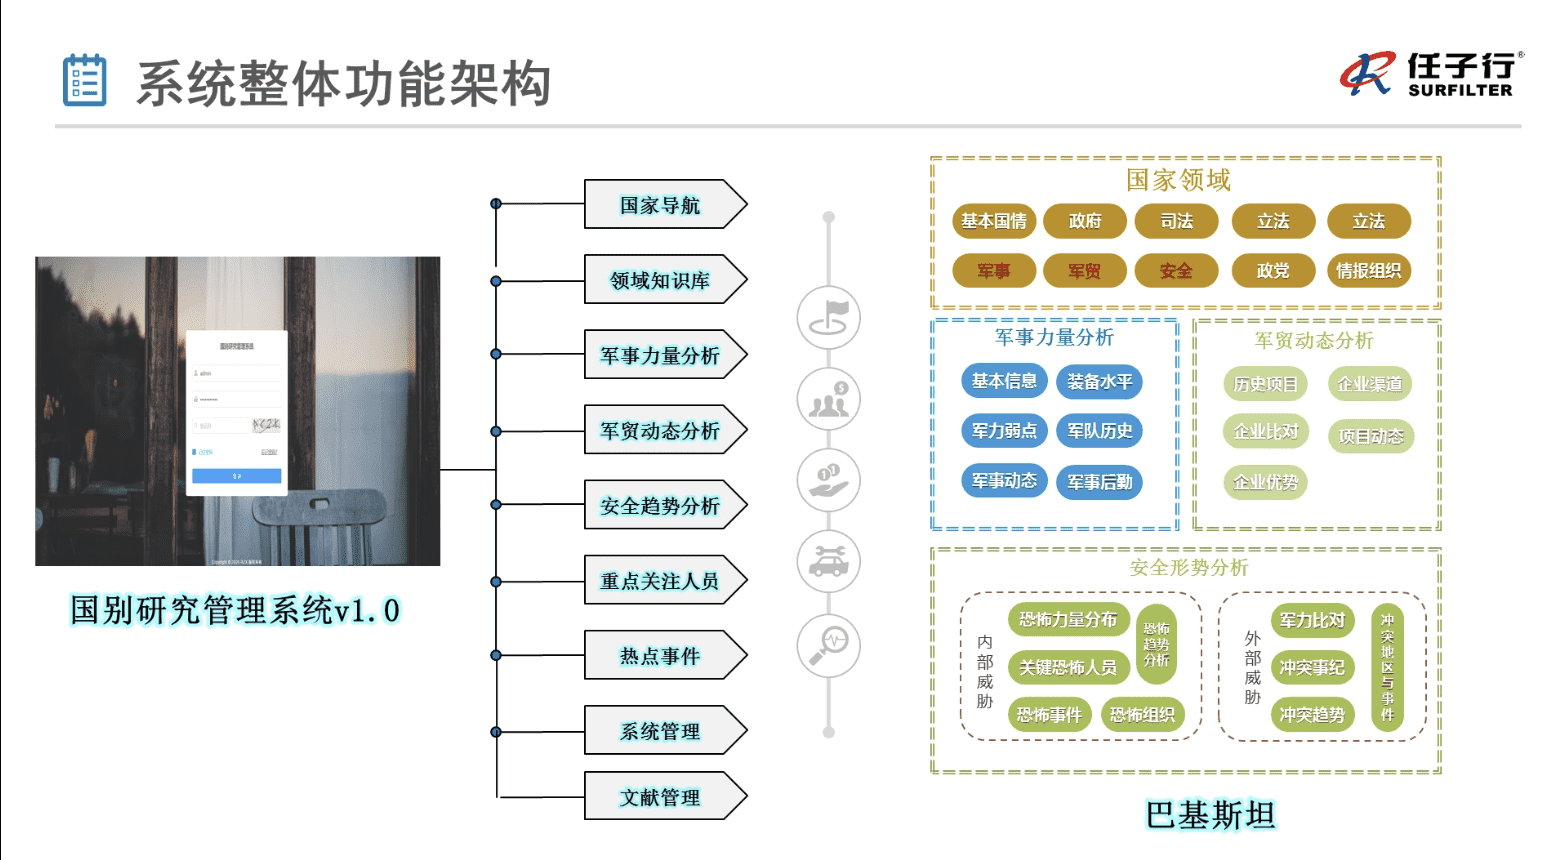 系统整体功能架构
任子行®
SURFILTER
国别研究管理系统
admin
登录
国别研究管理系统v1.0
国家导航
领域知识库
军事力量分析
军贸动态分析
安全趋势分析
重点关注人员
热点事件
系统管理
文献管理
国家领域
基本国情 政府 司法 立法 立法
军事 军贸 安全 政党 情报组织
军事力量分析
基本信息 装备水平
军力弱点 军队历史
军事动态 军事后勤
军贸动态分析
历史项目 企业渠道
企业比对 项目动态
企业优势
安全形势分析
内部威胁
恐怖力量分布
恐怖趋势分析
关键恐怖人员
恐怖事件 恐怖组织
外部威胁
军力比对
冲突事纪
冲突趋势
冲突地区与事件
巴基斯坦